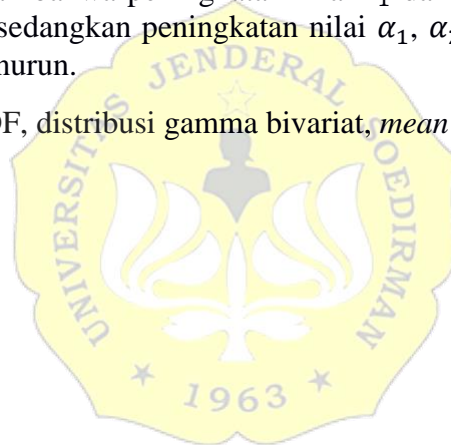 sedangkan peningkatan nilai α₁, α
nurun.
DF, distribusi gamma bivariat, mean
UNIVERSITAS JENDERAL SOEDIRMAN
* 1963 *